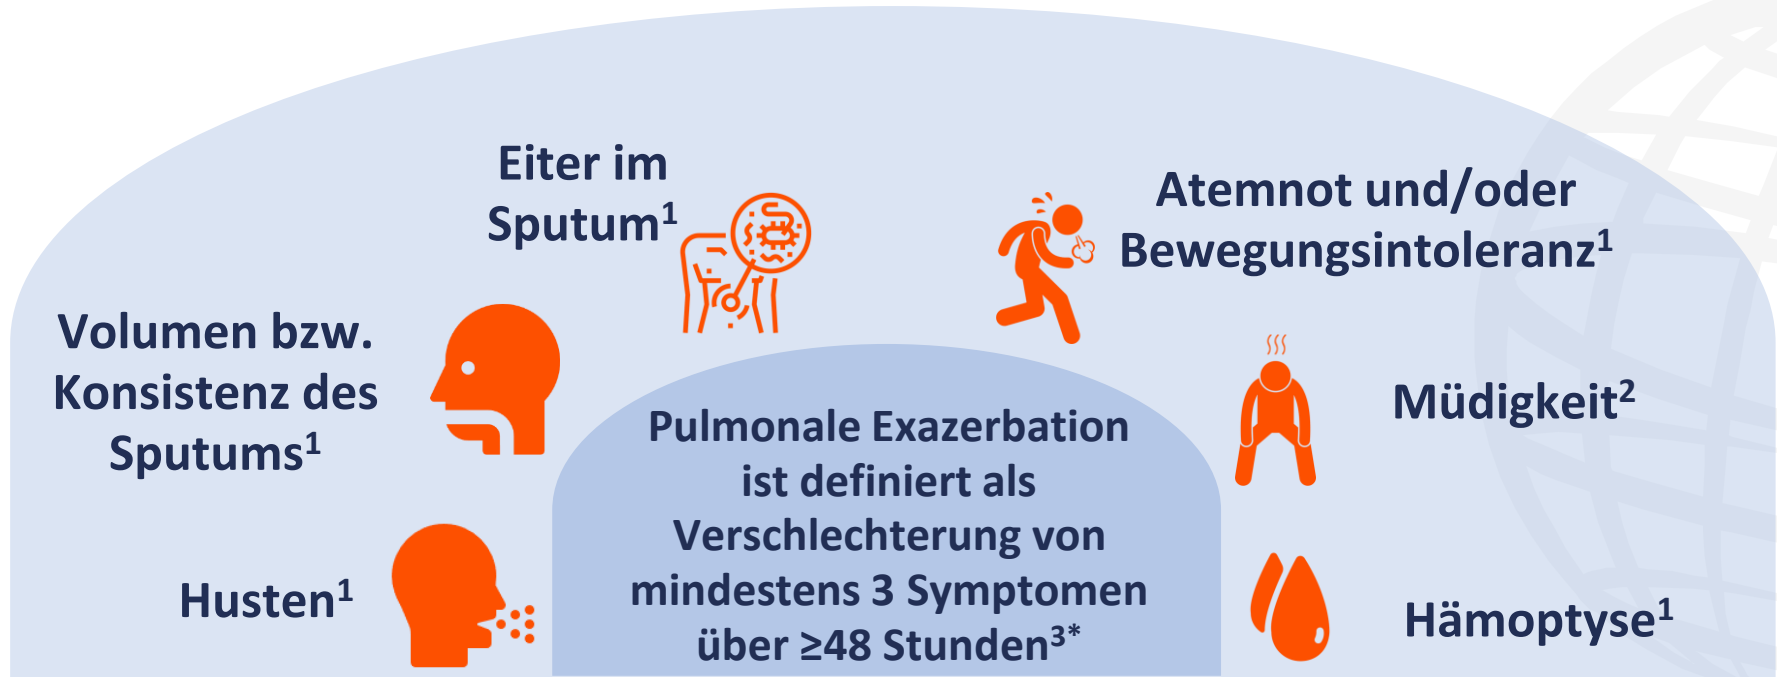 Eiter im
Sputum¹
Atemnot und/oder
Bewegungsintoleranz¹
Volumen bzw.
Konsistenz des
Sputums¹
Müdigkeit²
Pulmonale Exazerbation
ist definiert als
Verschlechterung von
mindestens 3 Symptomen
über ≥48 Stunden³*
Husten¹
Hämoptyse¹